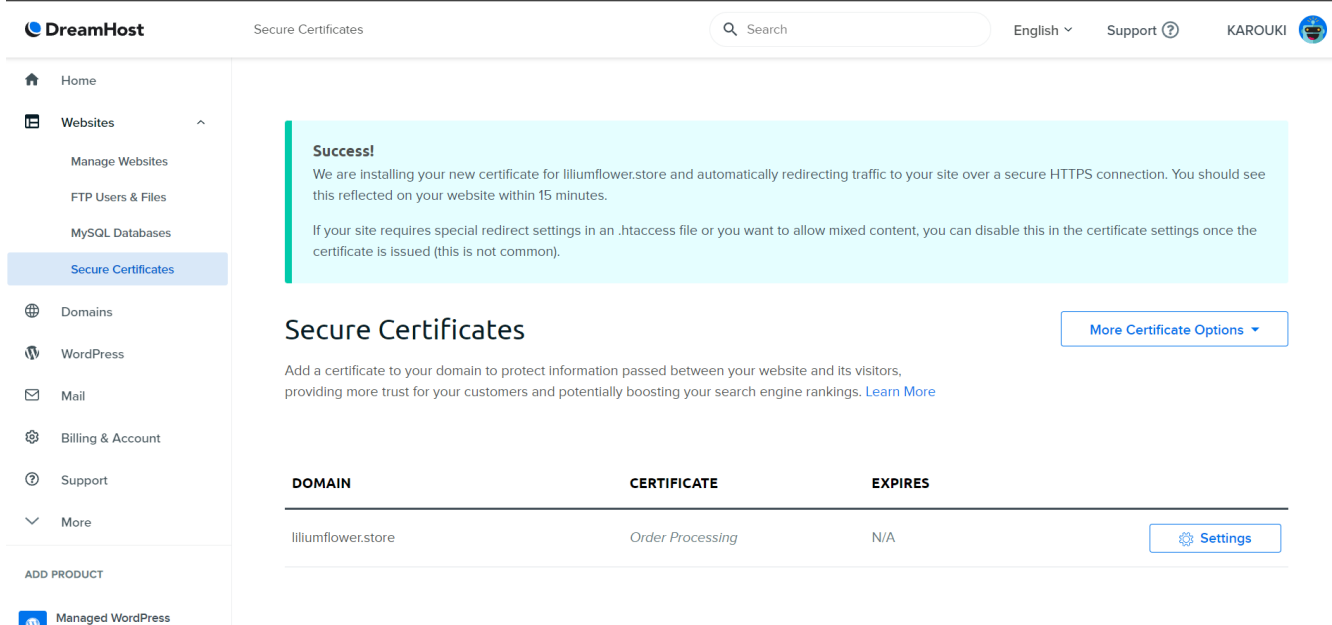 DreamHost
Secure Certificates
Search
English
Support
KAROUKI
Home
Websites
Manage Websites
FTP Users & Files
MySQL Databases
Secure Certificates
Domains
WordPress
Mail
Billing & Account
Support
More
ADD PRODUCT
Managed WordPress
Success!
We are installing your new certificate for liliumflower.store and automatically redirecting traffic to your site over a secure HTTPS connection. You should see
this reflected on your website within 15 minutes.
If your site requires special redirect settings in an .htaccess file or you want to allow mixed content, you can disable this in the certificate settings once the
certificate is issued (this is not common).
Secure Certificates
More Certificate Options
Add a certificate to your domain to protect information passed between your website and its visitors,
providing more trust for your customers and potentially boosting your search engine rankings. Learn More
DOMAIN CERTIFICATE EXPIRES
liliumflower.store Order Processing N/A Settings